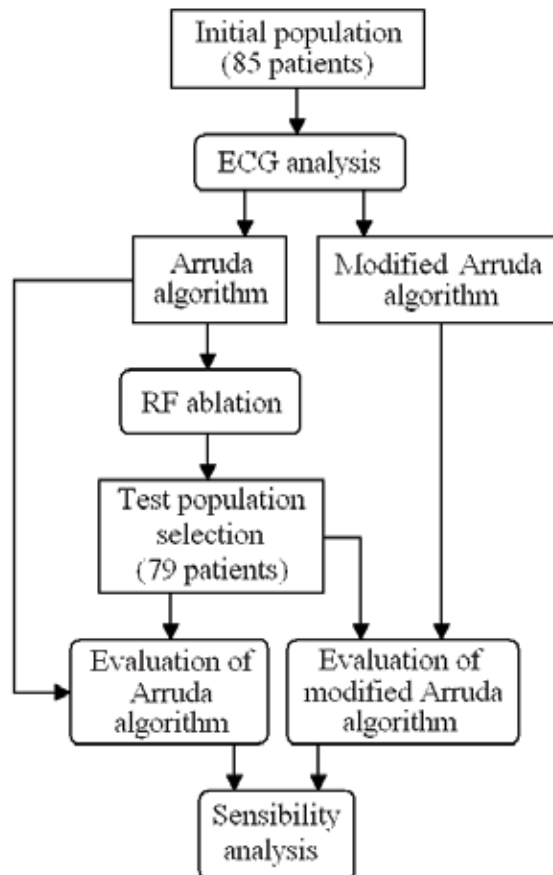 Initial population
(85 patients)
ECG analysis
Arruda
algorithm
Modified Arruda
algorithm
RF ablation
Test population
selection
(79 patients)
Evaluation of
Arruda
algorithm
Evaluation of
modified Arruda
algorithm
Sensibility
analysis